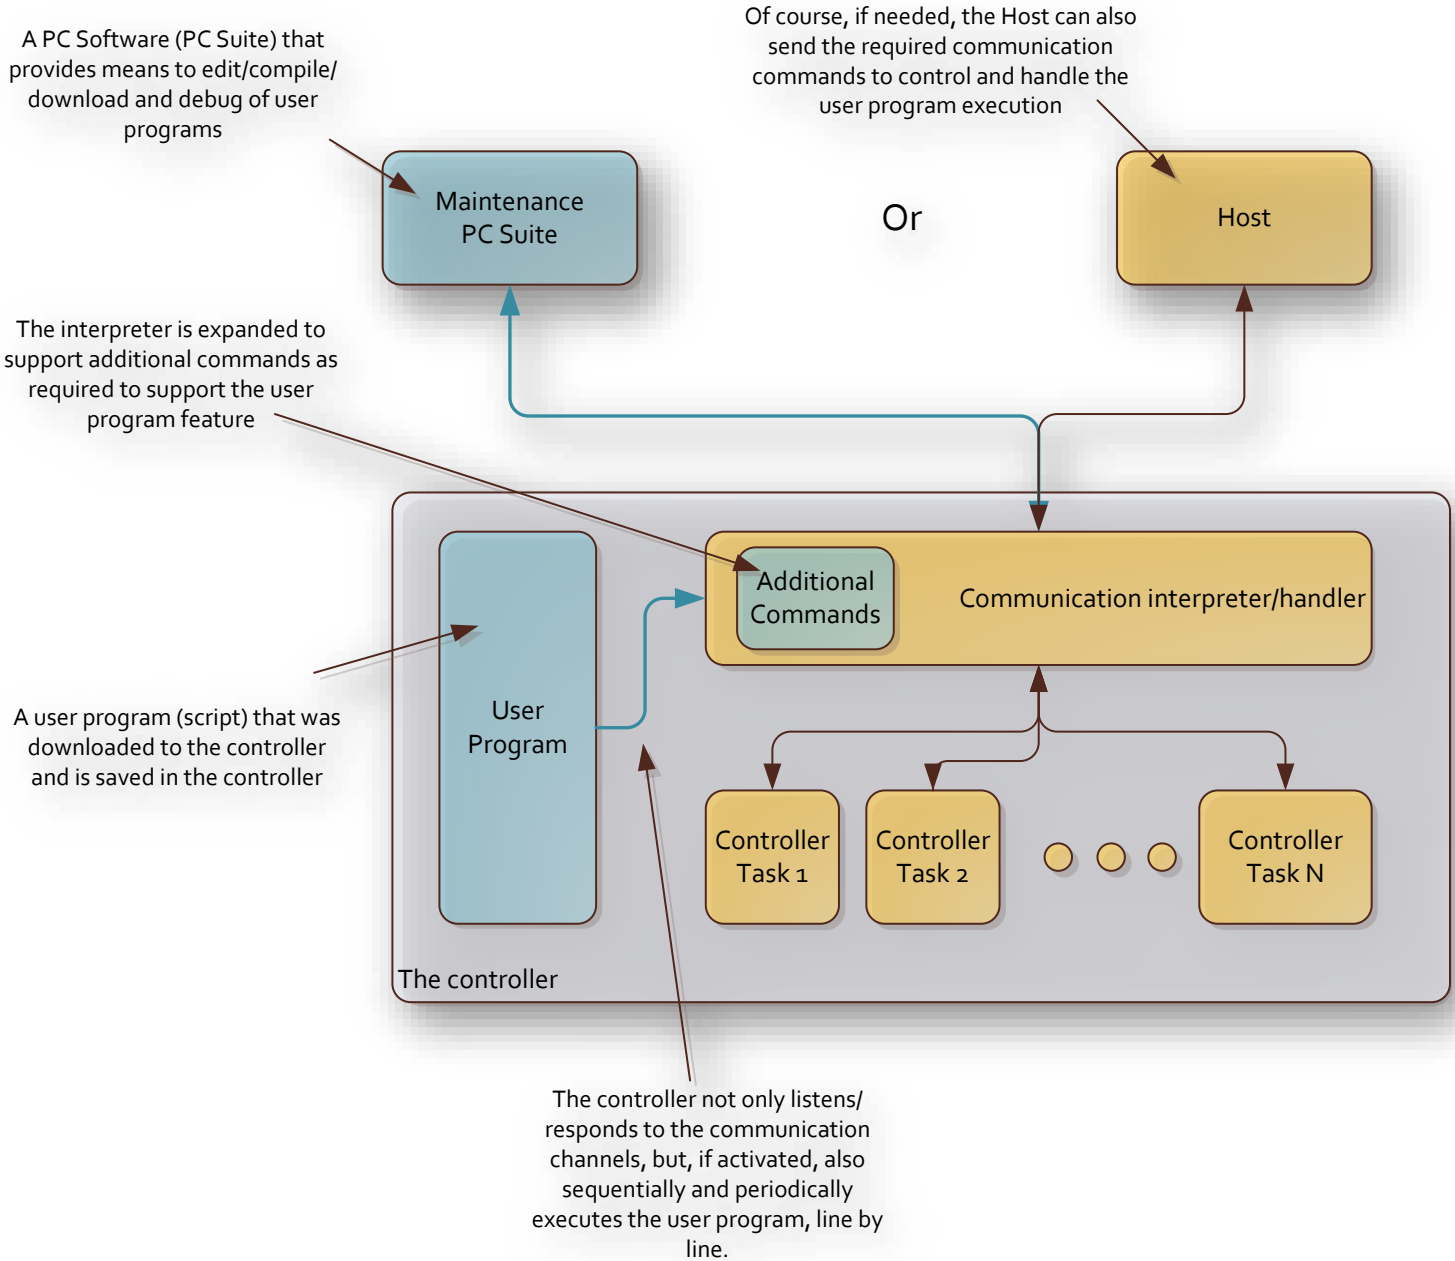 A PC Software (PC Suite) that
provides means to edit/compile/
download and debug of user
programs
Of course, if needed, the Host can also
send the required communication
commands to control and handle the
user program execution
Maintenance
PC Suite
Or
Host
The interpreter is expanded to
support additional commands as
required to support the user
program feature
Additional
Commands
Communication interpreter/handler
User
Program
A user program (script) that was
downloaded to the controller
and is saved in the controller
Controller
Task 1
Controller
Task 2
Controller
Task N
The controller
The controller not only listens/
responds to the communication
channels, but, if activated, also
sequentially and periodically
executes the user program, line by
line.